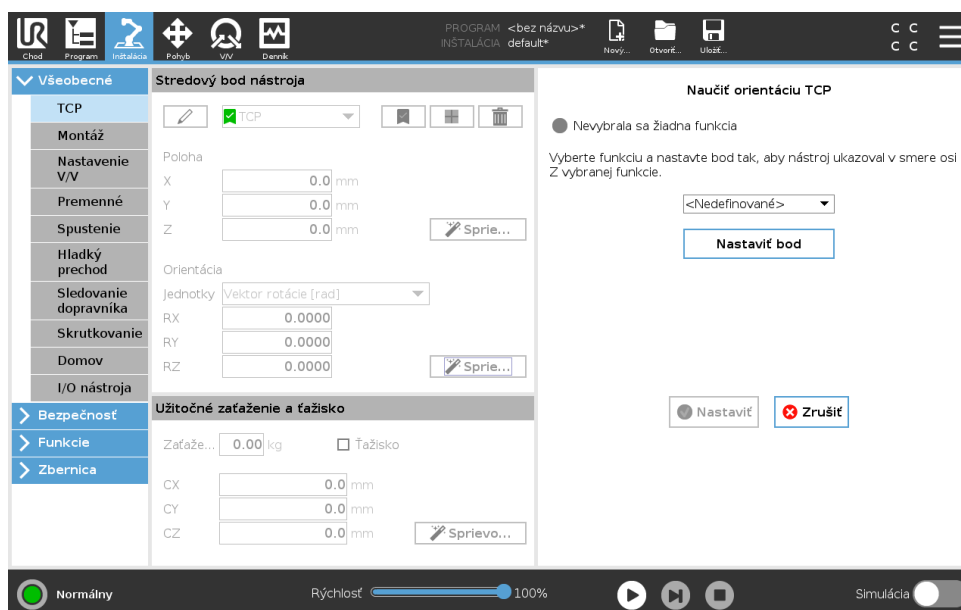 UR
Chod
Program
Inštalácia
Pohyb
V/V
Denník
PROGRAM <bez názvu>*
INŠTALÁCIA default*
Nový...
Otvoriť...
Uložiť...
C C
C C
Všeobecné
TCP
Montáž
Nastavenie
V/V
Premenné
Spustenie
Hladký
prechod
Sledovanie
dopravníka
Skrutkovanie
Domov
I/O nástroja
Bezpečnosť
Funkcie
Zbernica
Stredový bod nástroja
TCP
Poloha
X 0.0 mm
Y 0.0 mm
Z 0.0 mm Sprie...
Orientácia
Jednotky Vektor rotácie [rad]
RX 0.0000
RY 0.0000
RZ 0.0000 Sprie...
Užitočné zaťaženie a ťažisko
Zaťaže... 0.00 kg Ťažisko
CX 0.0 mm
CY 0.0 mm
CZ 0.0 mm Sprievo...
Naučiť orientáciu TCP
Nevybrala sa žiadna funkcia
Vyberte funkciu a nastavte bod tak, aby nástroj ukazoval v smere osi
Z vybranej funkcie.
<Nedefinované>
Nastaviť bod
Nastaviť
Zrušiť
Normálny
Rýchlosť 100%
Simulácia